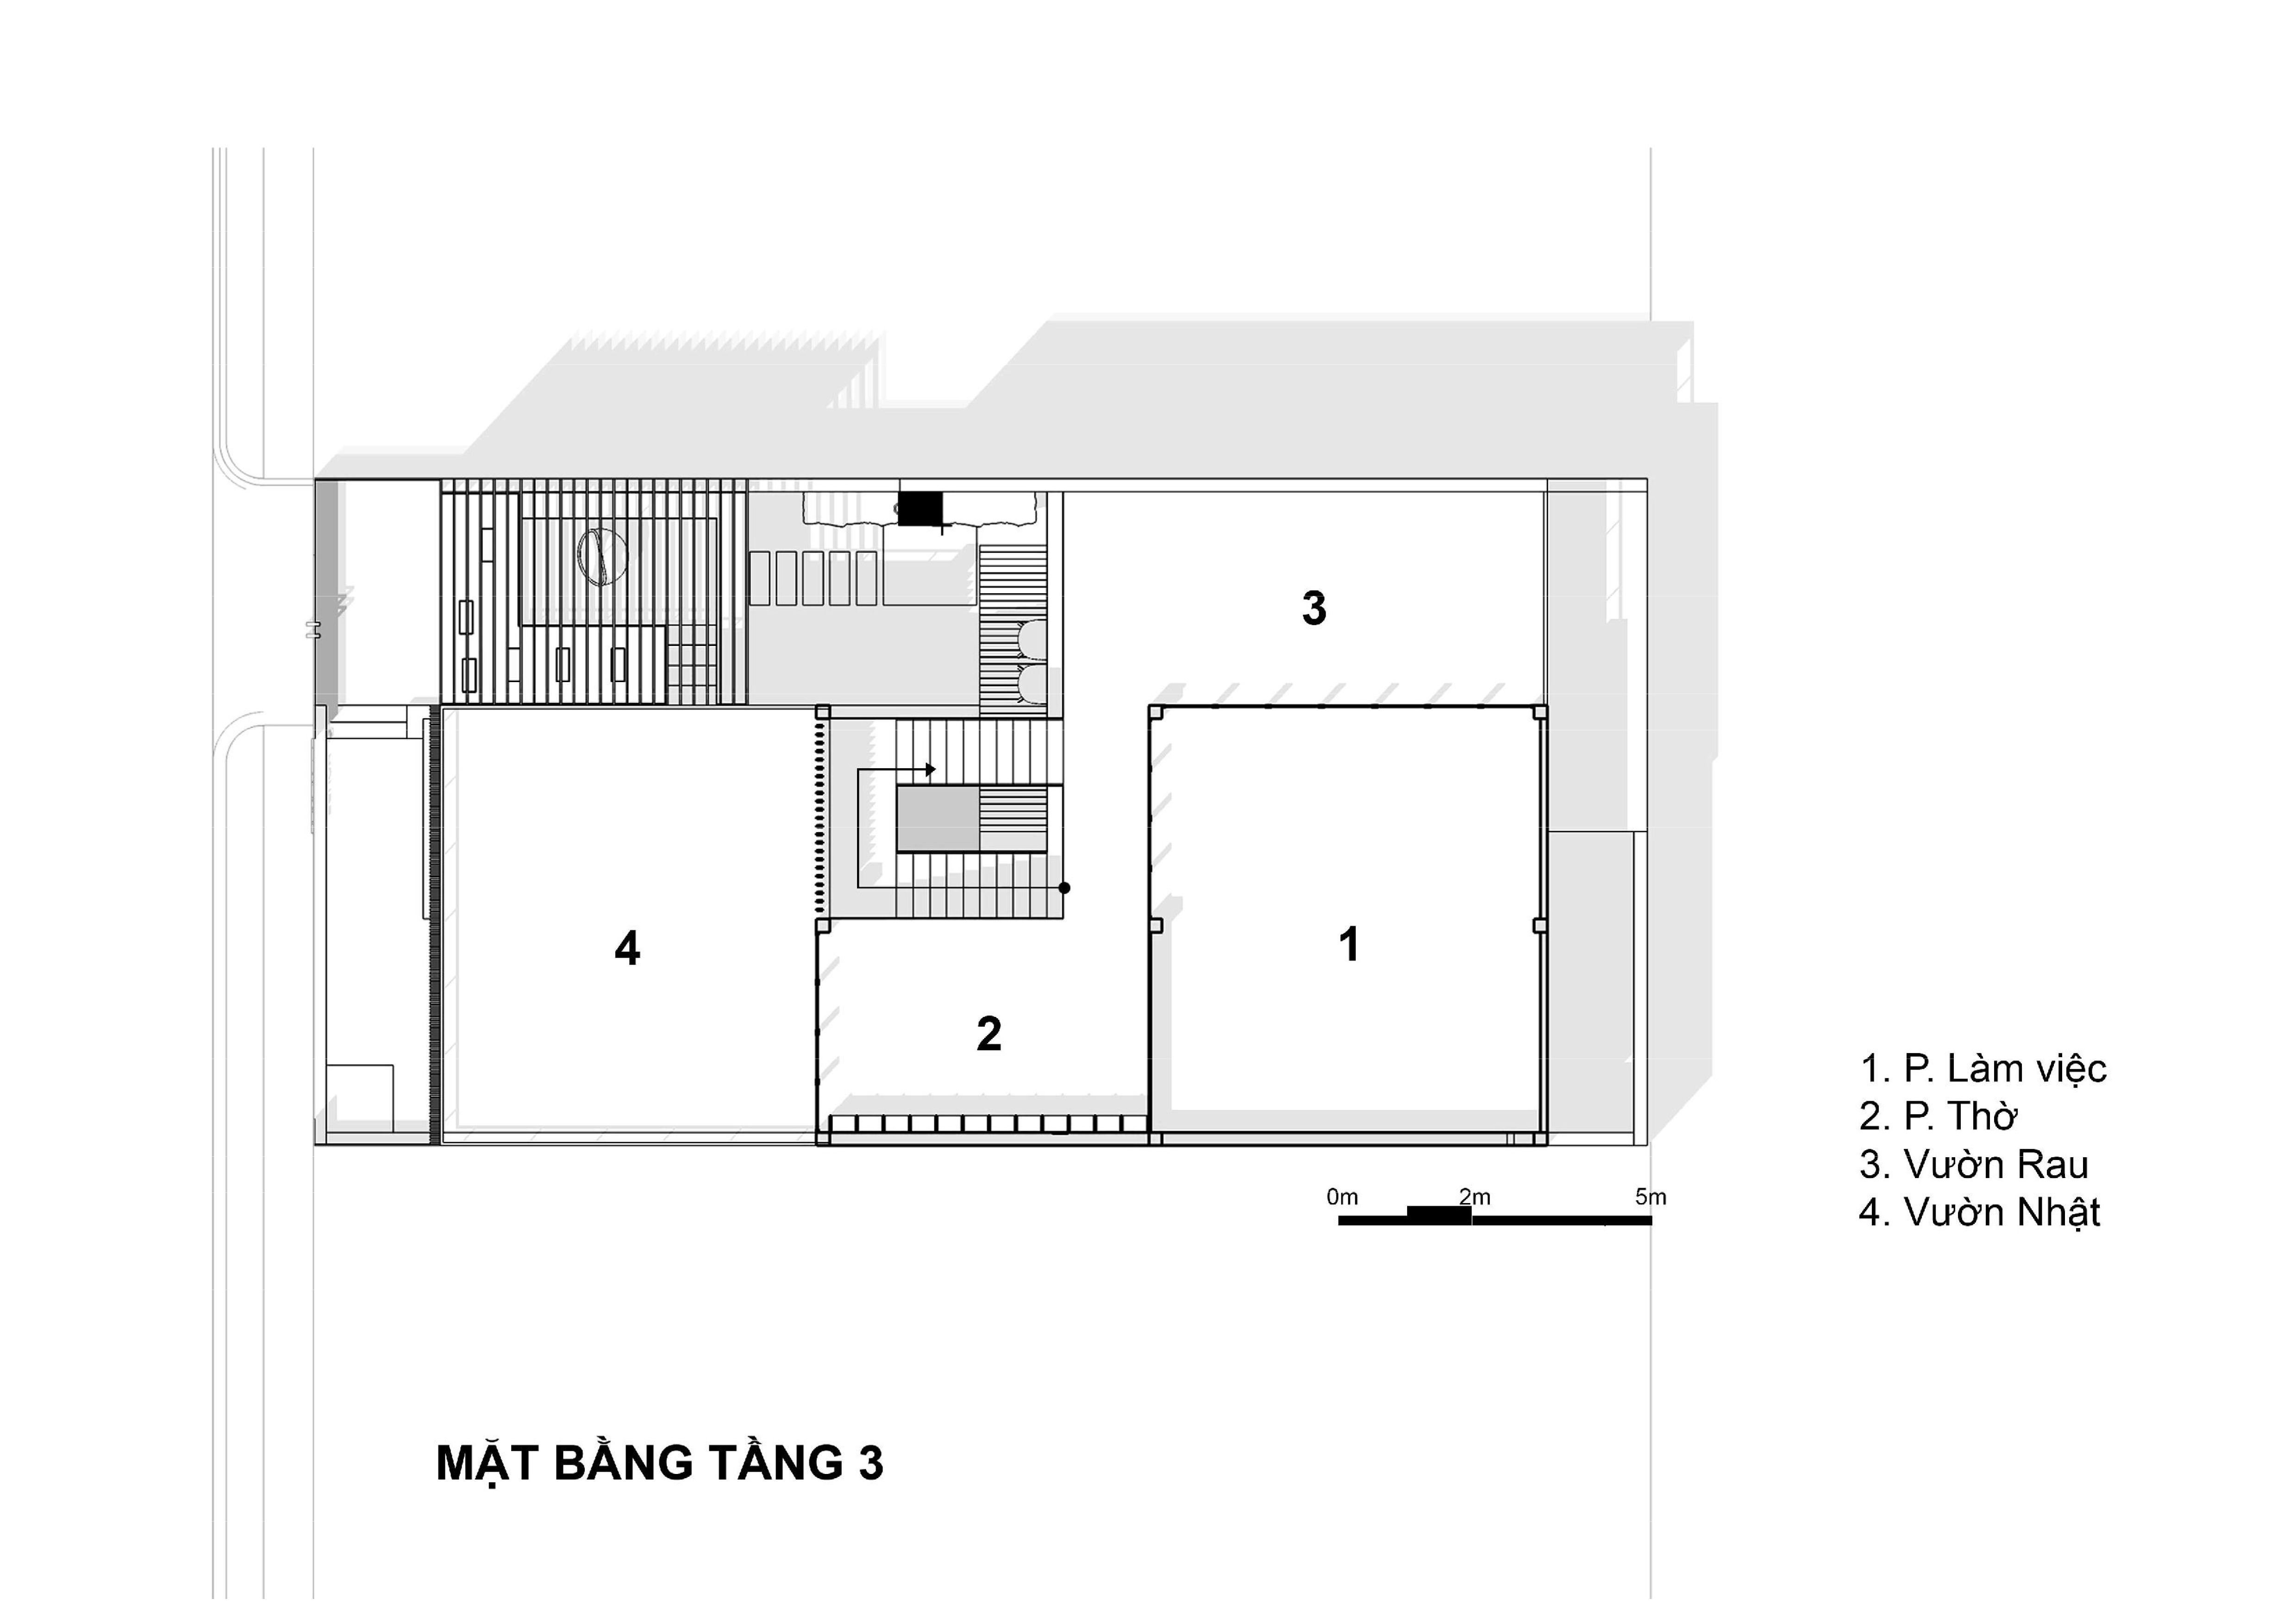 3
4
1
2
1. P. Làm việc
2. P. Thờ
3. Vườn Rau
4. Vườn Nhật
0m 2m 5m
MẶT BẰNG TẦNG 3